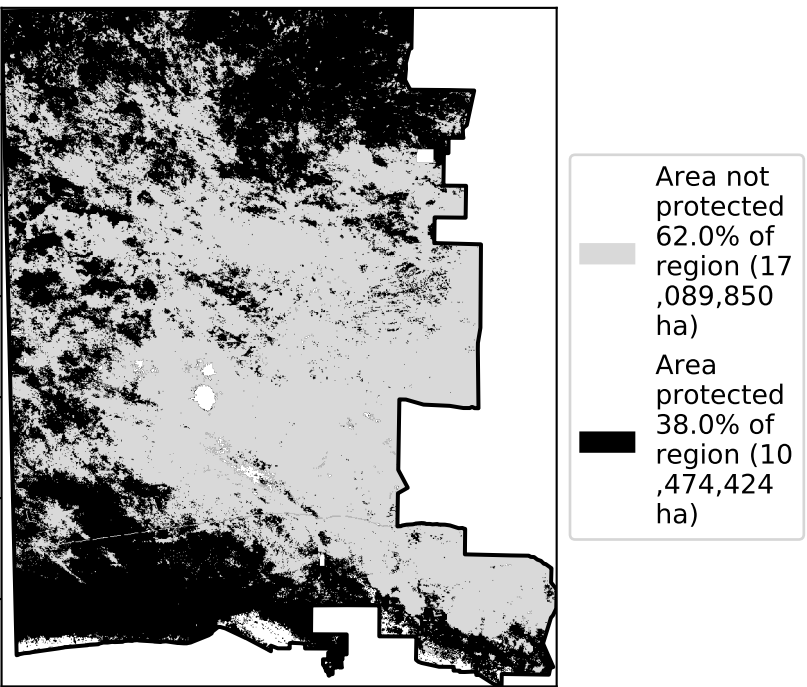 Area not
protected
62.0% of
region (17
,089,850
ha)
Area
protected
38.0% of
region (10
,474,424
ha)